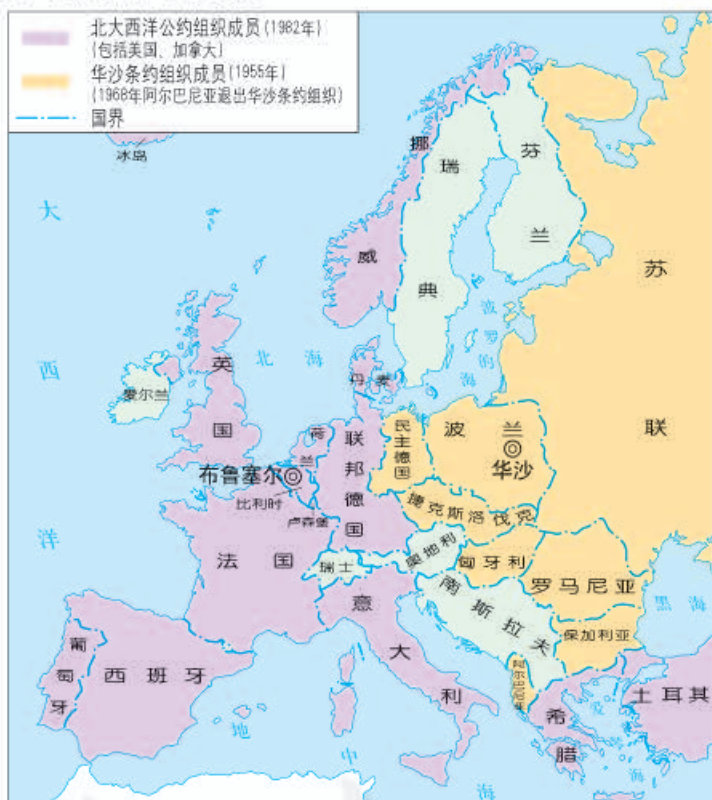 北大西洋公约组织成员(1982年)
(包括美国、加拿大)
华沙条约组织成员(1955年)
(1968年阿尔巴尼亚退出华沙条约组织)
国界
冰岛
大
西
洋
挪
威
瑞
典
芬
兰
苏
联
波
罗
的
海
北 海
英
国
爱尔兰
丹 麦
荷
兰
布鲁塞尔
比利时
卢森堡
联
邦
德
国
民
主
德
国
波 兰
华沙
捷克斯洛伐克
法 国
瑞士
奥地利
匈牙利
罗马尼亚
黑 海
南
斯
拉
夫
保加利亚
意
大
利
阿尔巴尼亚
葡
萄
牙
西班牙
土耳其
希
腊
地
中
海
海